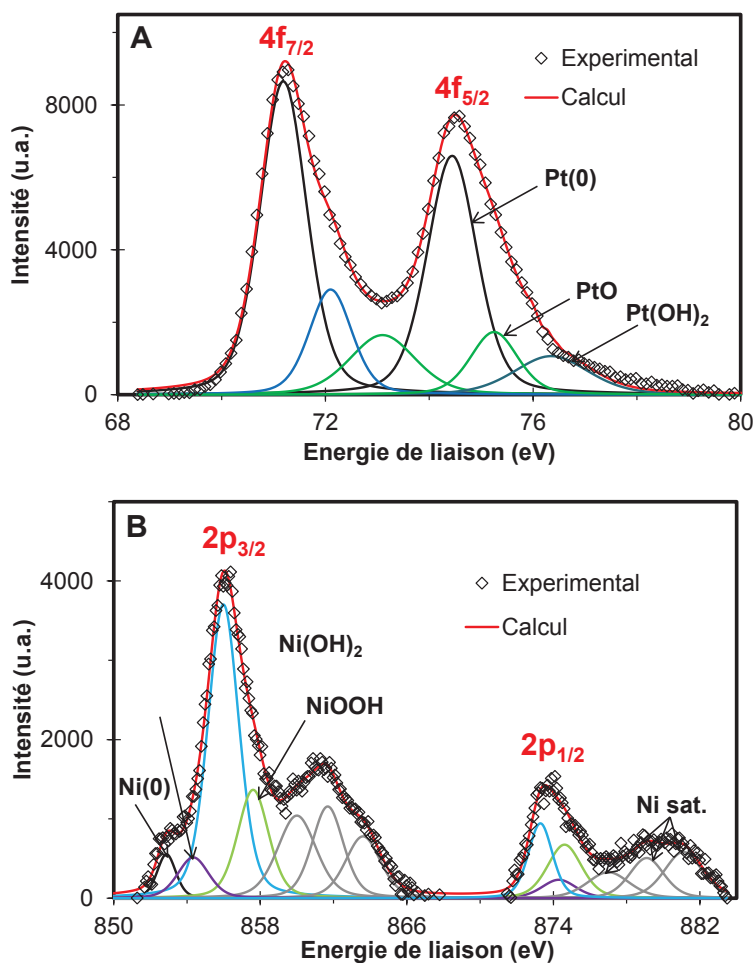 A
4f7/2
4f5/2
Experimental
Calcul
Pt(0)
PtO
Pt(OH)2
8000
4000
0
Intensité (u.a.)
68
72
76
80
Energie de liaison (eV)
B
2p3/2
Experimental
Calcul
Ni(OH)2
NiOOH
Ni(0)
2p1/2
Ni sat.
4000
2000
0
Intensité (u.a.)
850
858
866
874
882
Energie de liaison (eV)